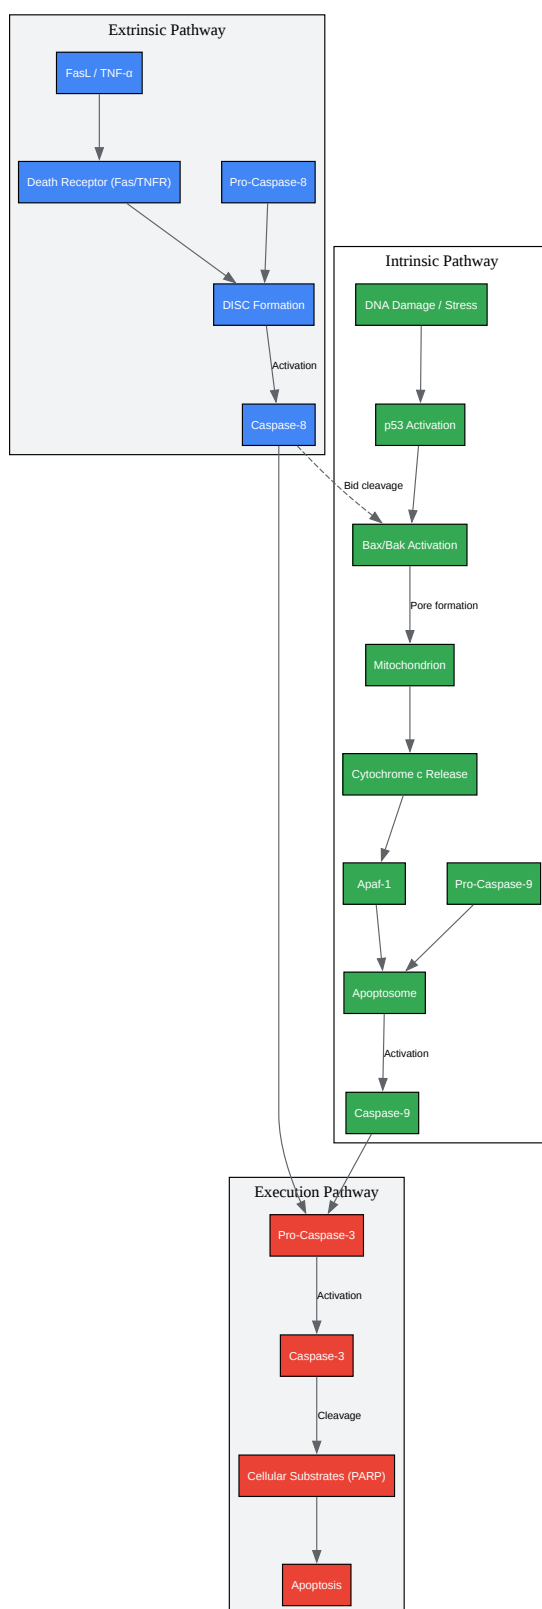 Extrinsic Pathway
FasL / TNF-α
Death Receptor (Fas/TNFR)
Pro-Caspase-8
DISC Formation
Activation
Caspase-8
Intrinsic Pathway
DNA Damage / Stress
p53 Activation
Bid cleavage
Bax/Bak Activation
Pore formation
Mitochondrion
Cytochrome c Release
Apaf-1
Pro-Caspase-9
Apoptosome
Activation
Caspase-9
Execution Pathway
Pro-Caspase-3
Activation
Caspase-3
Cleavage
Cellular Substrates (PARP)
Apoptosis